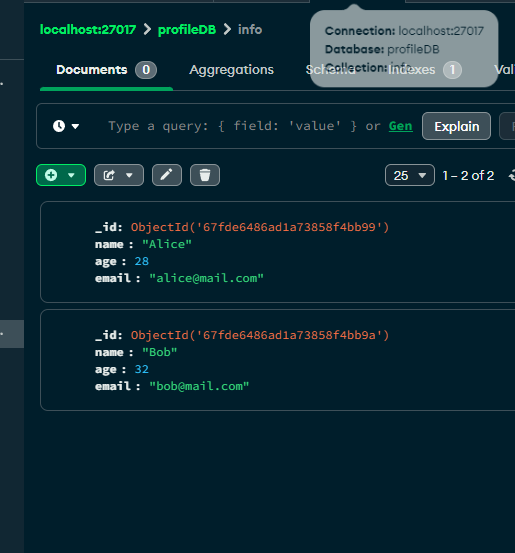 localhost:27017 > profileDB > info
Connection: localhost:27017
Database: profileDB
Collection: info
Documents 0 Aggregations Indexes 1
Type a query: { field: 'value' } or Gen Explain
25 1 – 2 of 2
_id: ObjectId('67fde6486ad1a73858f4bb99')
name : "Alice"
age : 28
email : "alice@mail.com"
_id: ObjectId('67fde6486ad1a73858f4bb9a')
name : "Bob"
age : 32
email : "bob@mail.com"